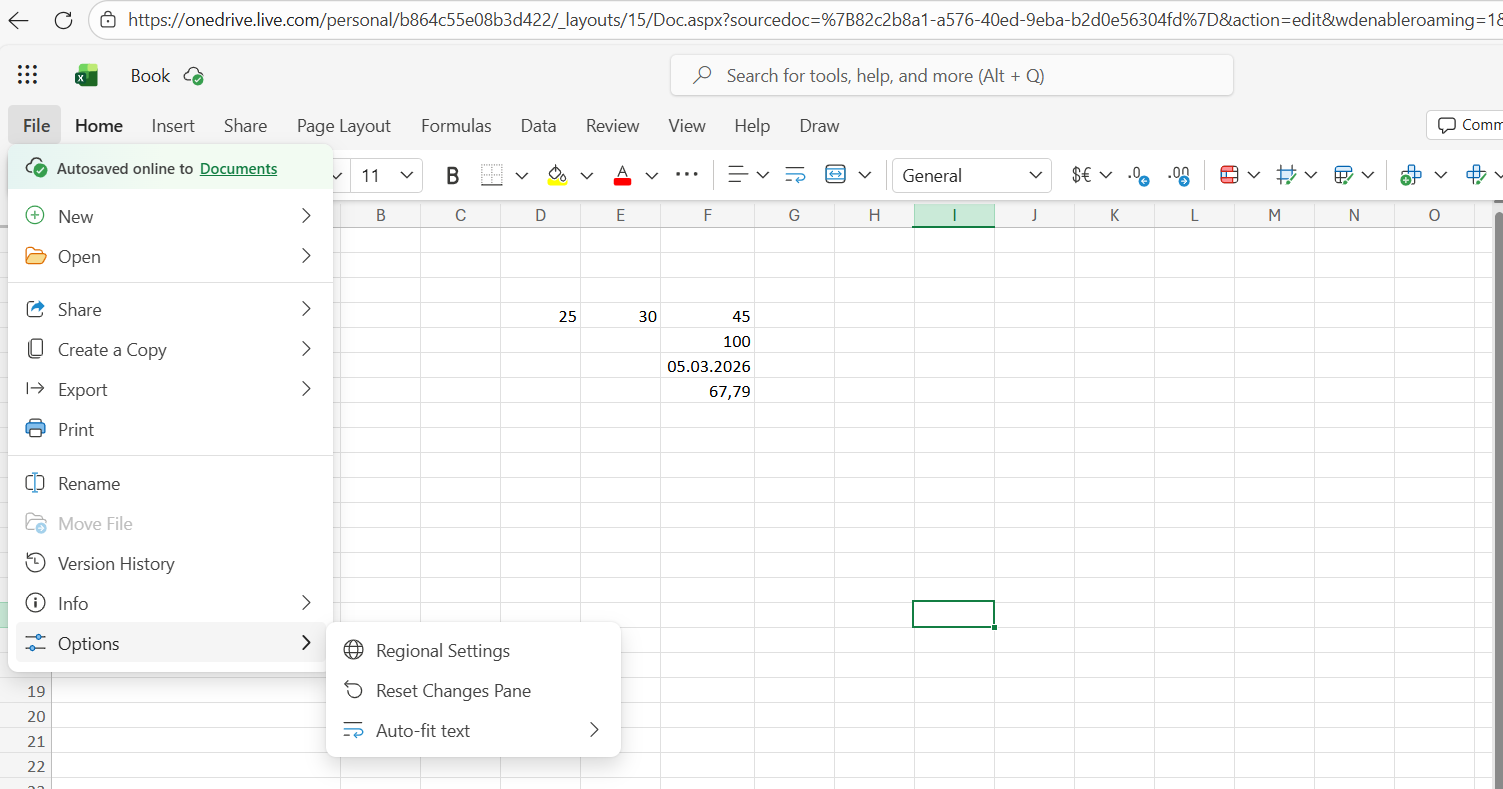 https://onedrive.live.com/personal/b864c55e08b3d422/_layouts/15/Doc.aspx?sourcedoc=%7B82c2b8a1-a576-40ed-9eba-b2d0e56304fd%7D&action=edit&wdenableroaming=18
Book
Search for tools, help, and more (Alt + Q)
File Home Insert Share Page Layout Formulas Data Review View Help Draw
Comm
Autosaved online to Documents
11 B A General $€ .0 .00
B C D E F G H I J K L M N O
New
Open
Share
Create a Copy
Export
Print
Rename
Move File
Version History
Info
Options
25 30 45
100
05.03.2026
67,79
Regional Settings
Reset Changes Pane
Auto-fit text
19
20
21
22